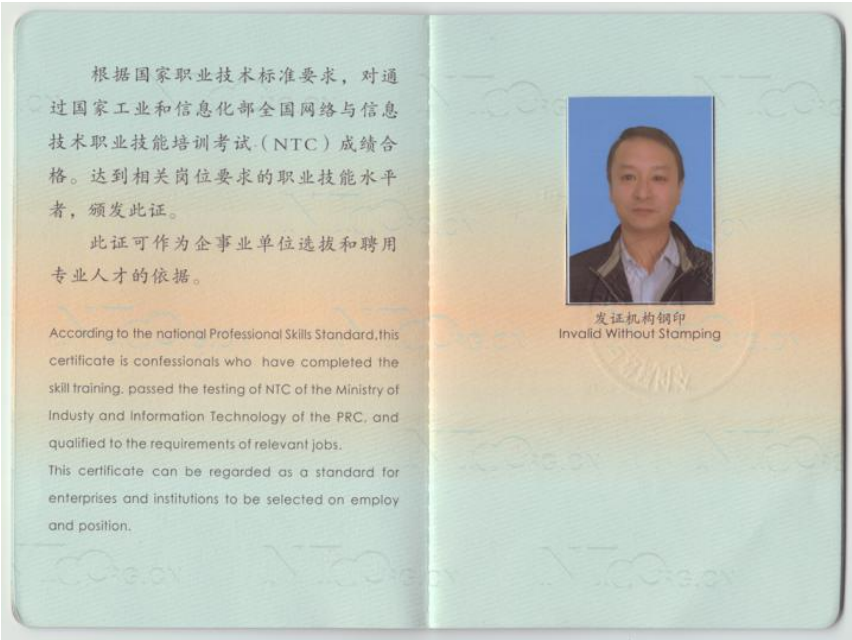 根据国家职业技术标准要求，对通
过国家工业和信息化部全国网络与信息
技术职业技能培训考试（NTC）成绩合
格。达到相关岗位要求的职业技能水平
者，颁发此证。
此证可作为企事业单位选拔和聘用
专业人才的依据。
According to the national Professional Skills Standard,this
certificate is confessionals who have completed the
skill training, passed the testing of NTC of the Ministry of
Industy and Information Technology of the PRC, and
qualified to the requirements of relevant jobs.
This certificate can be regarded as a standard for
enterprises and institutions to be selected on employ
and position.
发证机构钢印
Invalid Without Stamping